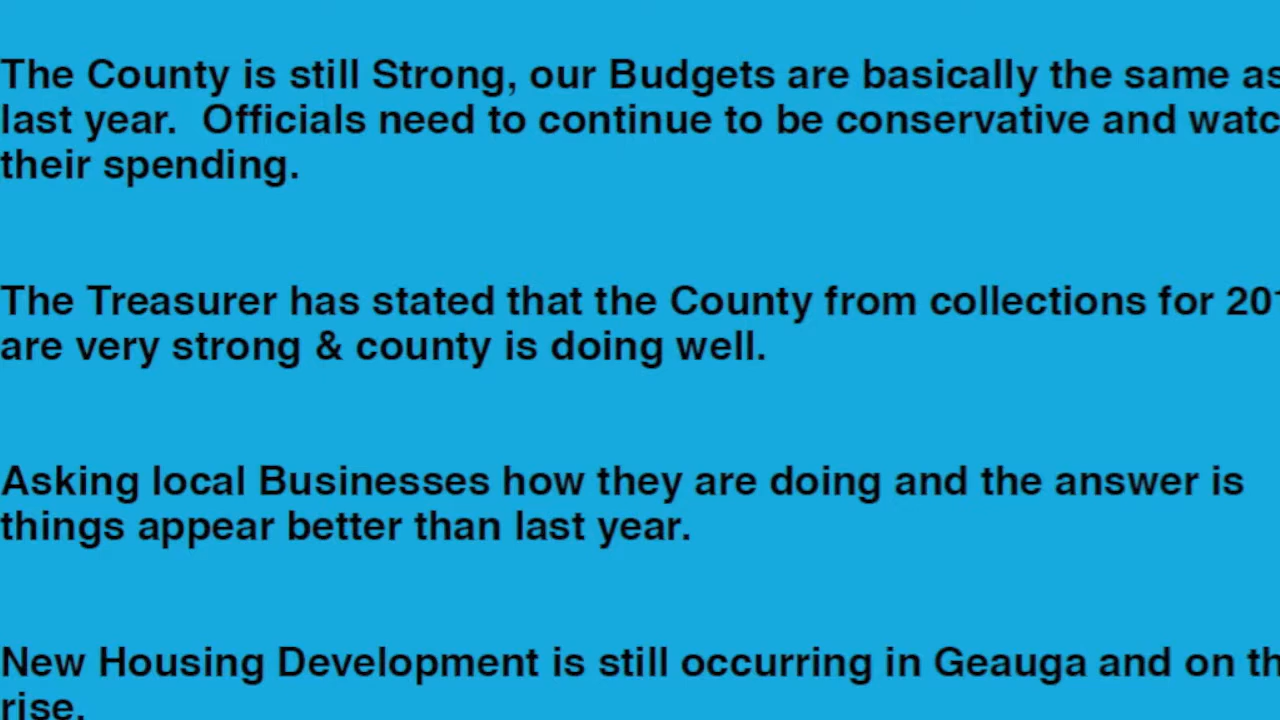 The County is still Strong, our Budgets are basically the same as
last year. Officials need to continue to be conservative and
their spending.
The Treasurer has stated that the County from collections for
are very strong & county is doing well.
Asking local Businesses how they are doing and the answer is
things appear better than last year.
New Housing Development is still occurring in Geauga and on
rise.